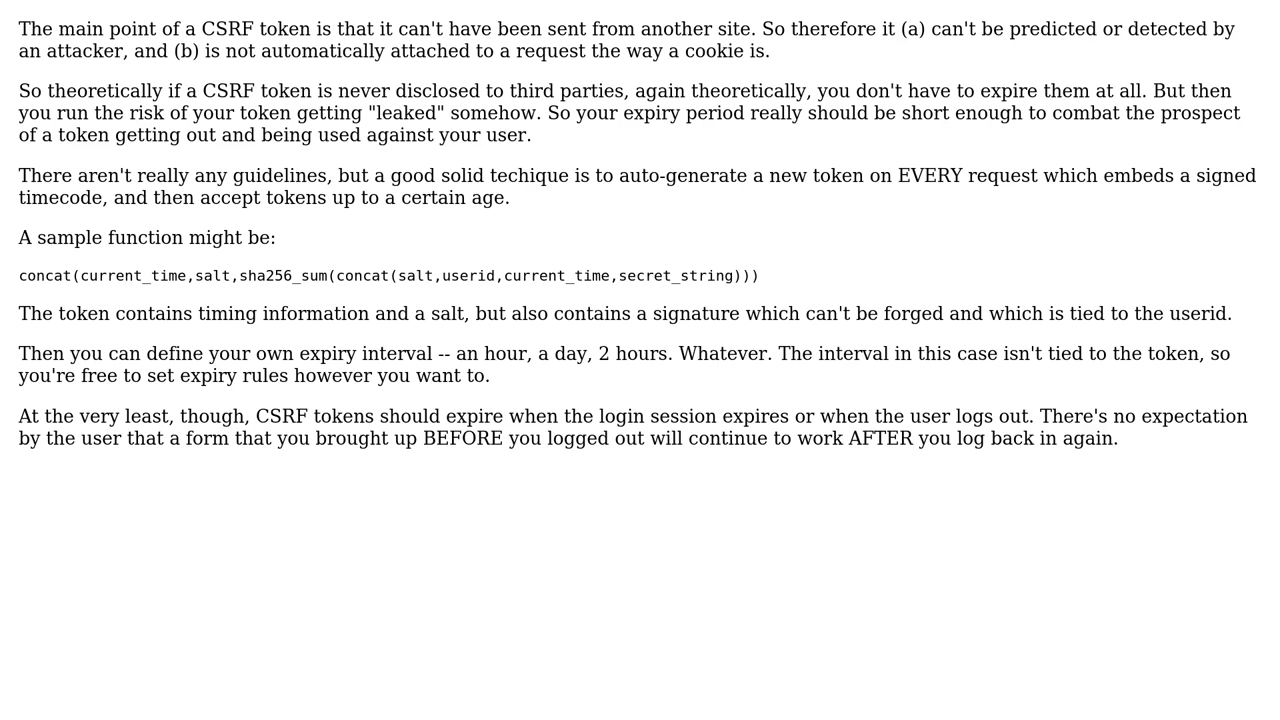 The main point of a CSRF token is that it can't have been sent from another site. So therefore it (a) can't be predicted or detected by
an attacker, and (b) is not automatically attached to a request the way a cookie is.
So theoretically if a CSRF token is never disclosed to third parties, again theoretically, you don't have to expire them at all. But then
you run the risk of your token getting "leaked" somehow. So your expiry period really should be short enough to combat the prospect
of a token getting out and being used against your user.
There aren't really any guidelines, but a good solid techique is to auto-generate a new token on EVERY request which embeds a signed
timecode, and then accept tokens up to a certain age.
A sample function might be:
concat(current_time,salt,sha256_sum(concat(salt,userid,current_time,secret_string)))
The token contains timing information and a salt, but also contains a signature which can't be forged and which is tied to the userid.
Then you can define your own expiry interval -- an hour, a day, 2 hours. Whatever. The interval in this case isn't tied to the token, so
you're free to set expiry rules however you want to.
At the very least, though, CSRF tokens should expire when the login session expires or when the user logs out. There's no expectation
by the user that a form that you brought up BEFORE you logged out will continue to work AFTER you log back in again.